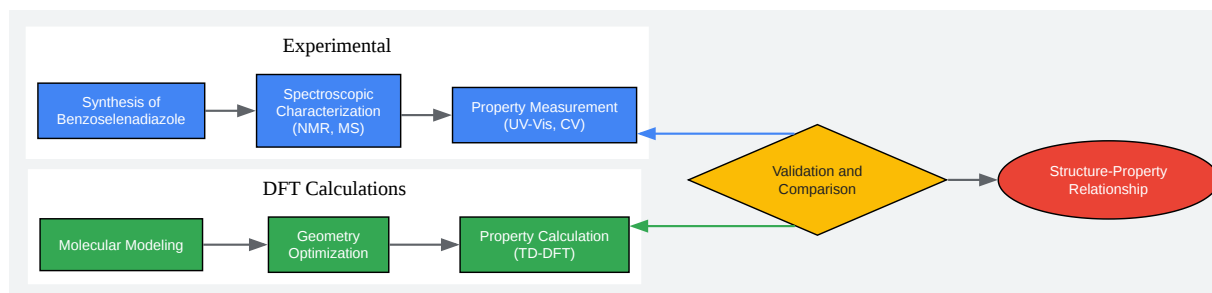 Experimental
Synthesis of
Benzoselenadiazole
Spectroscopic
Characterization
(NMR, MS)
Property Measurement
(UV-Vis, CV)
DFT Calculations
Molecular Modeling
Geometry
Optimization
Property Calculation
(TD-DFT)
Validation and
Comparison
Structure-Property
Relationship